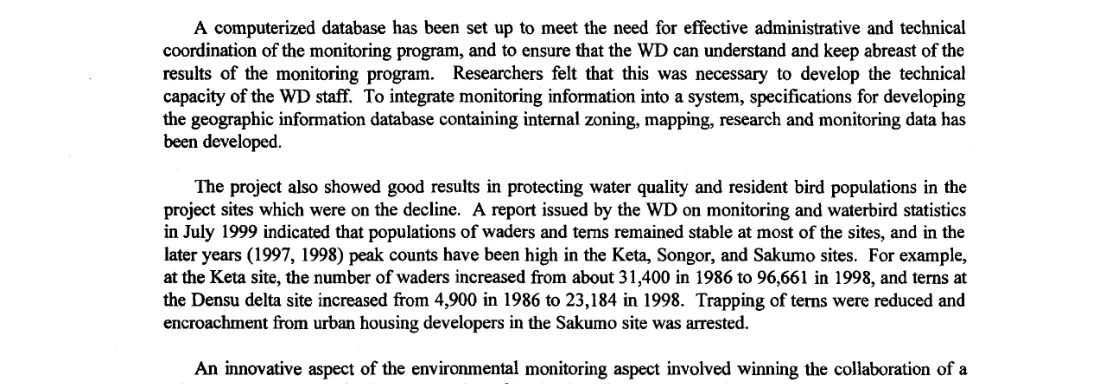 A computerized database has been set up to meet the need for effective administrative and technical
coordination of the monitoring program, and to ensure that the WD can understand and keep abreast of the
results of the monitoring program. Researchers felt that this was necessary to develop the technical
capacity of the WD staff. To integrate monitoring information into a system, specifications for developing
the geographic information database containing internal zoning, mapping, research and monitoring data has
been developed.
The project also showed good results in protecting water quality and resident bird populations in the
project sites which were on the decline. A report issued by the WD on monitoring and waterbird statistics
in July 1999 indicated that populations of waders and terns remained stable at most of the sites, and in the
later years (1997, 1998) peak counts have been high in the Keta, Songor, and Sakumo sites. For example,
at the Keta site, the number of waders increased from about 31,400 in 1986 to 96,661 in 1998, and terns at
the Densu delta site increased from 4,900 in 1986 to 23,184 in 1998. Trapping of terns were reduced and
encroachment from urban housing developers in the Sakumo site was arrested.
An innovative aspect of the environmental monitoring aspect involved winning the collaboration of a